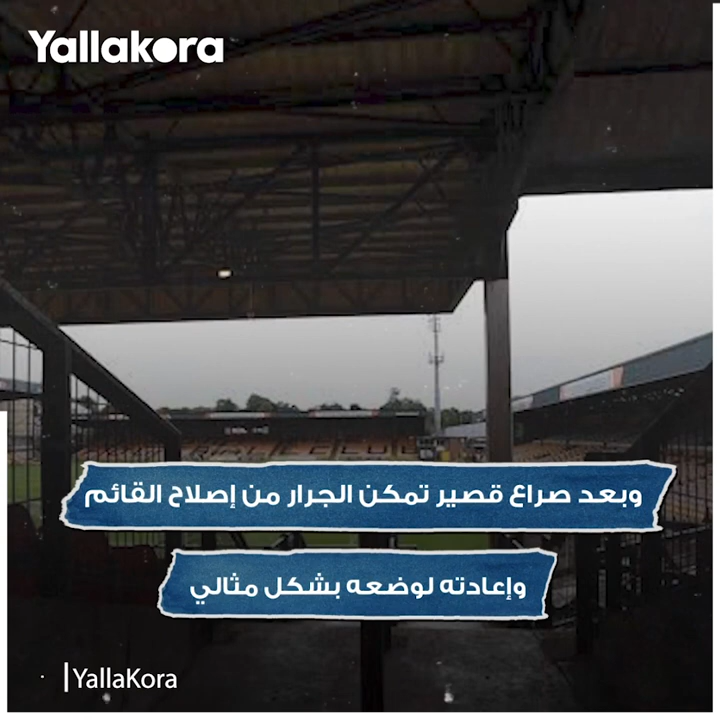 Yallakora
وبعد صراع قصير تمكن الجرار من إصلاح القائم
وإعادته لوضعه بشكل مثالي
YallaKora